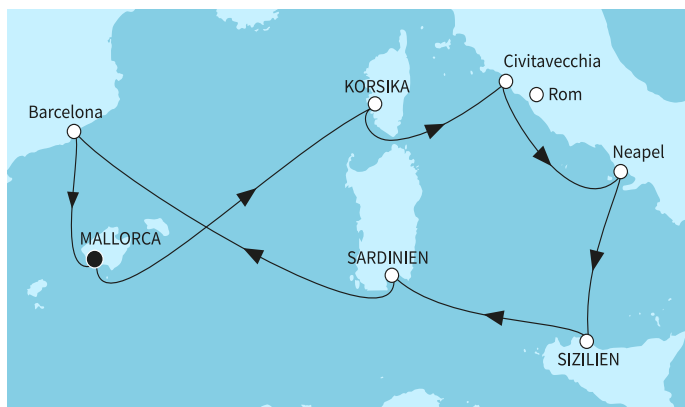 Civitavecchia
KORSIKA
Rom
Barcelona
Neapel
MALLORCA
SARDINIEN
SIZILIEN